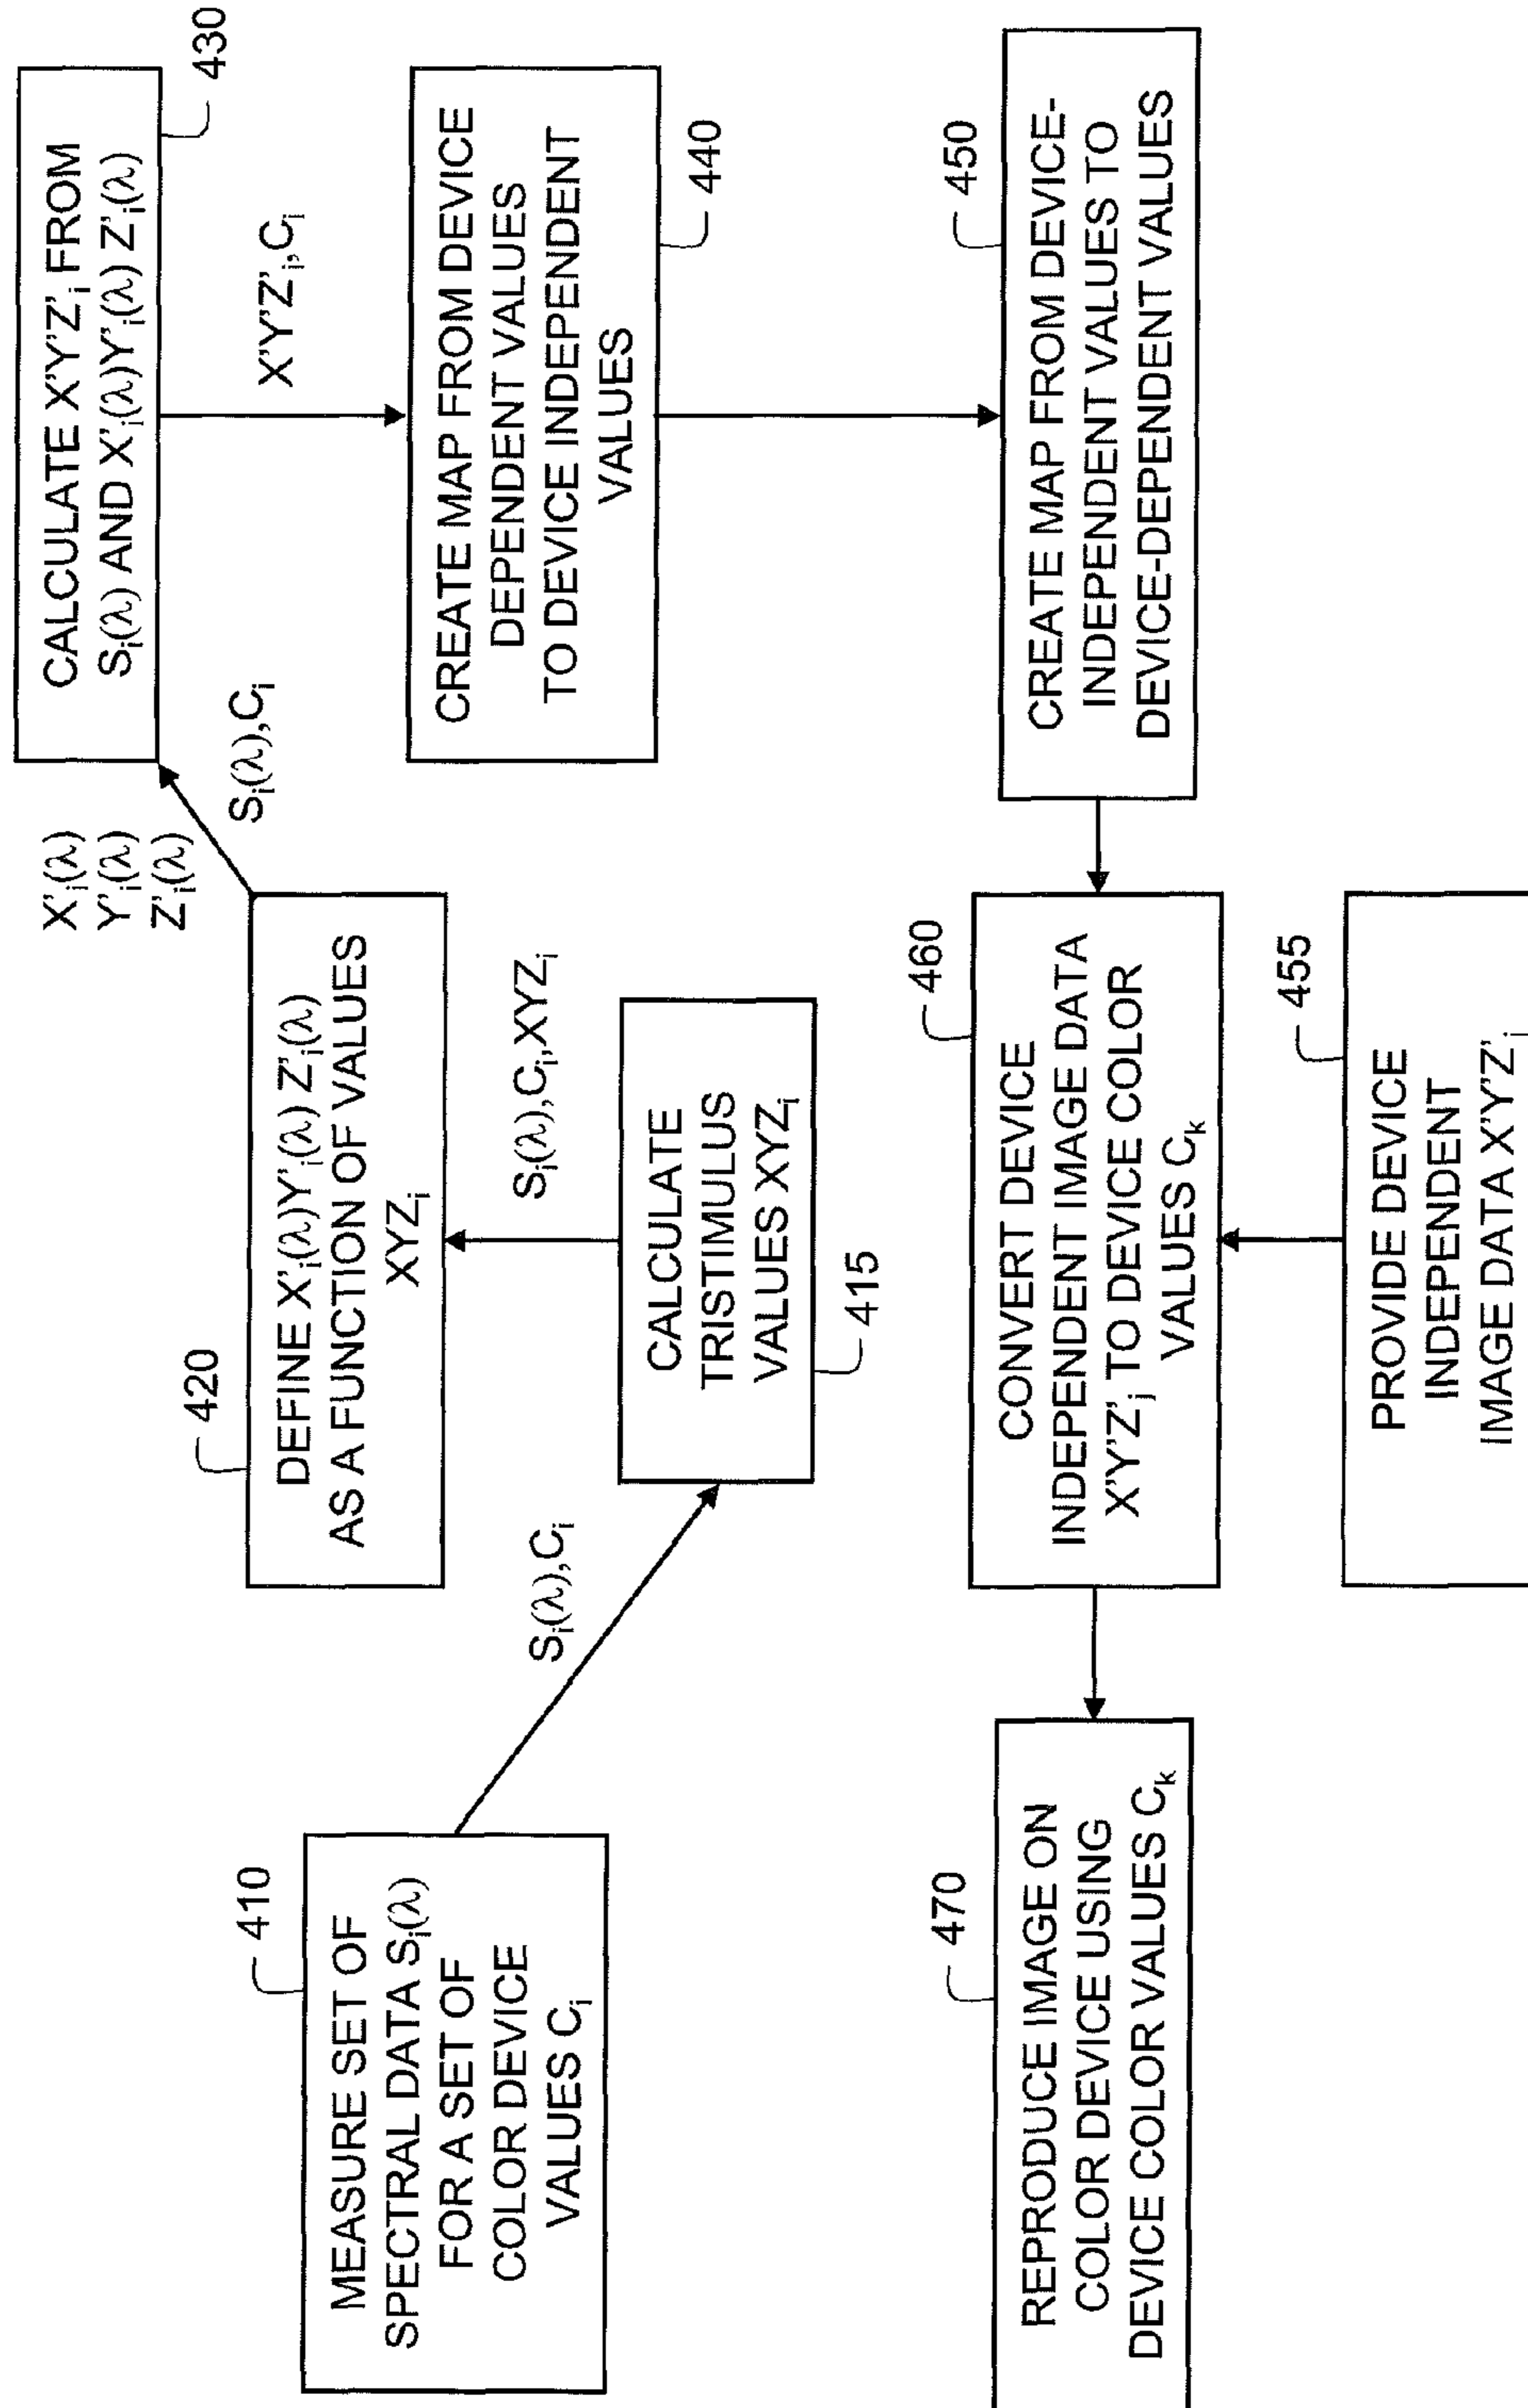 410
MEASURE SET OF
SPECTRAL DATA Sᵢ(λ)
FOR A SET OF
COLOR DEVICE
VALUES Cᵢ
Sᵢ(λ),Cᵢ
CALCULATE
TRISTIMULUS
VALUES XYZᵢ
415
Sᵢ(λ),Cᵢ,XYZᵢ
420
DEFINE X'ᵢ(λ)Y'ᵢ(λ) Z'ᵢ(λ)
AS A FUNCTION OF VALUES
XYZᵢ
X'ᵢ(λ)
Y'ᵢ(λ)
Z'ᵢ(λ)
Sᵢ(λ),Cᵢ
CALCULATE X'Y'Z'ᵢ FROM
Sᵢ(λ) AND X'ᵢ(λ)Y'ᵢ(λ) Z'ᵢ(λ)
430
X'Y'Z'ᵢ,Cᵢ
CREATE MAP FROM DEVICE
DEPENDENT VALUES
TO DEVICE INDEPENDENT
VALUES
440
450
CREATE MAP FROM DEVICE-
INDEPENDENT VALUES TO
DEVICE-DEPENDENT VALUES
460
CONVERT DEVICE
INDEPENDENT IMAGE DATA
X'Y'Z'ⱼ TO DEVICE COLOR
VALUES Cₖ
455
PROVIDE DEVICE
INDEPENDENT
IMAGE DATA X'Y'Z'ⱼ
470
REPRODUCE IMAGE ON
COLOR DEVICE USING
DEVICE COLOR VALUES Cₖ